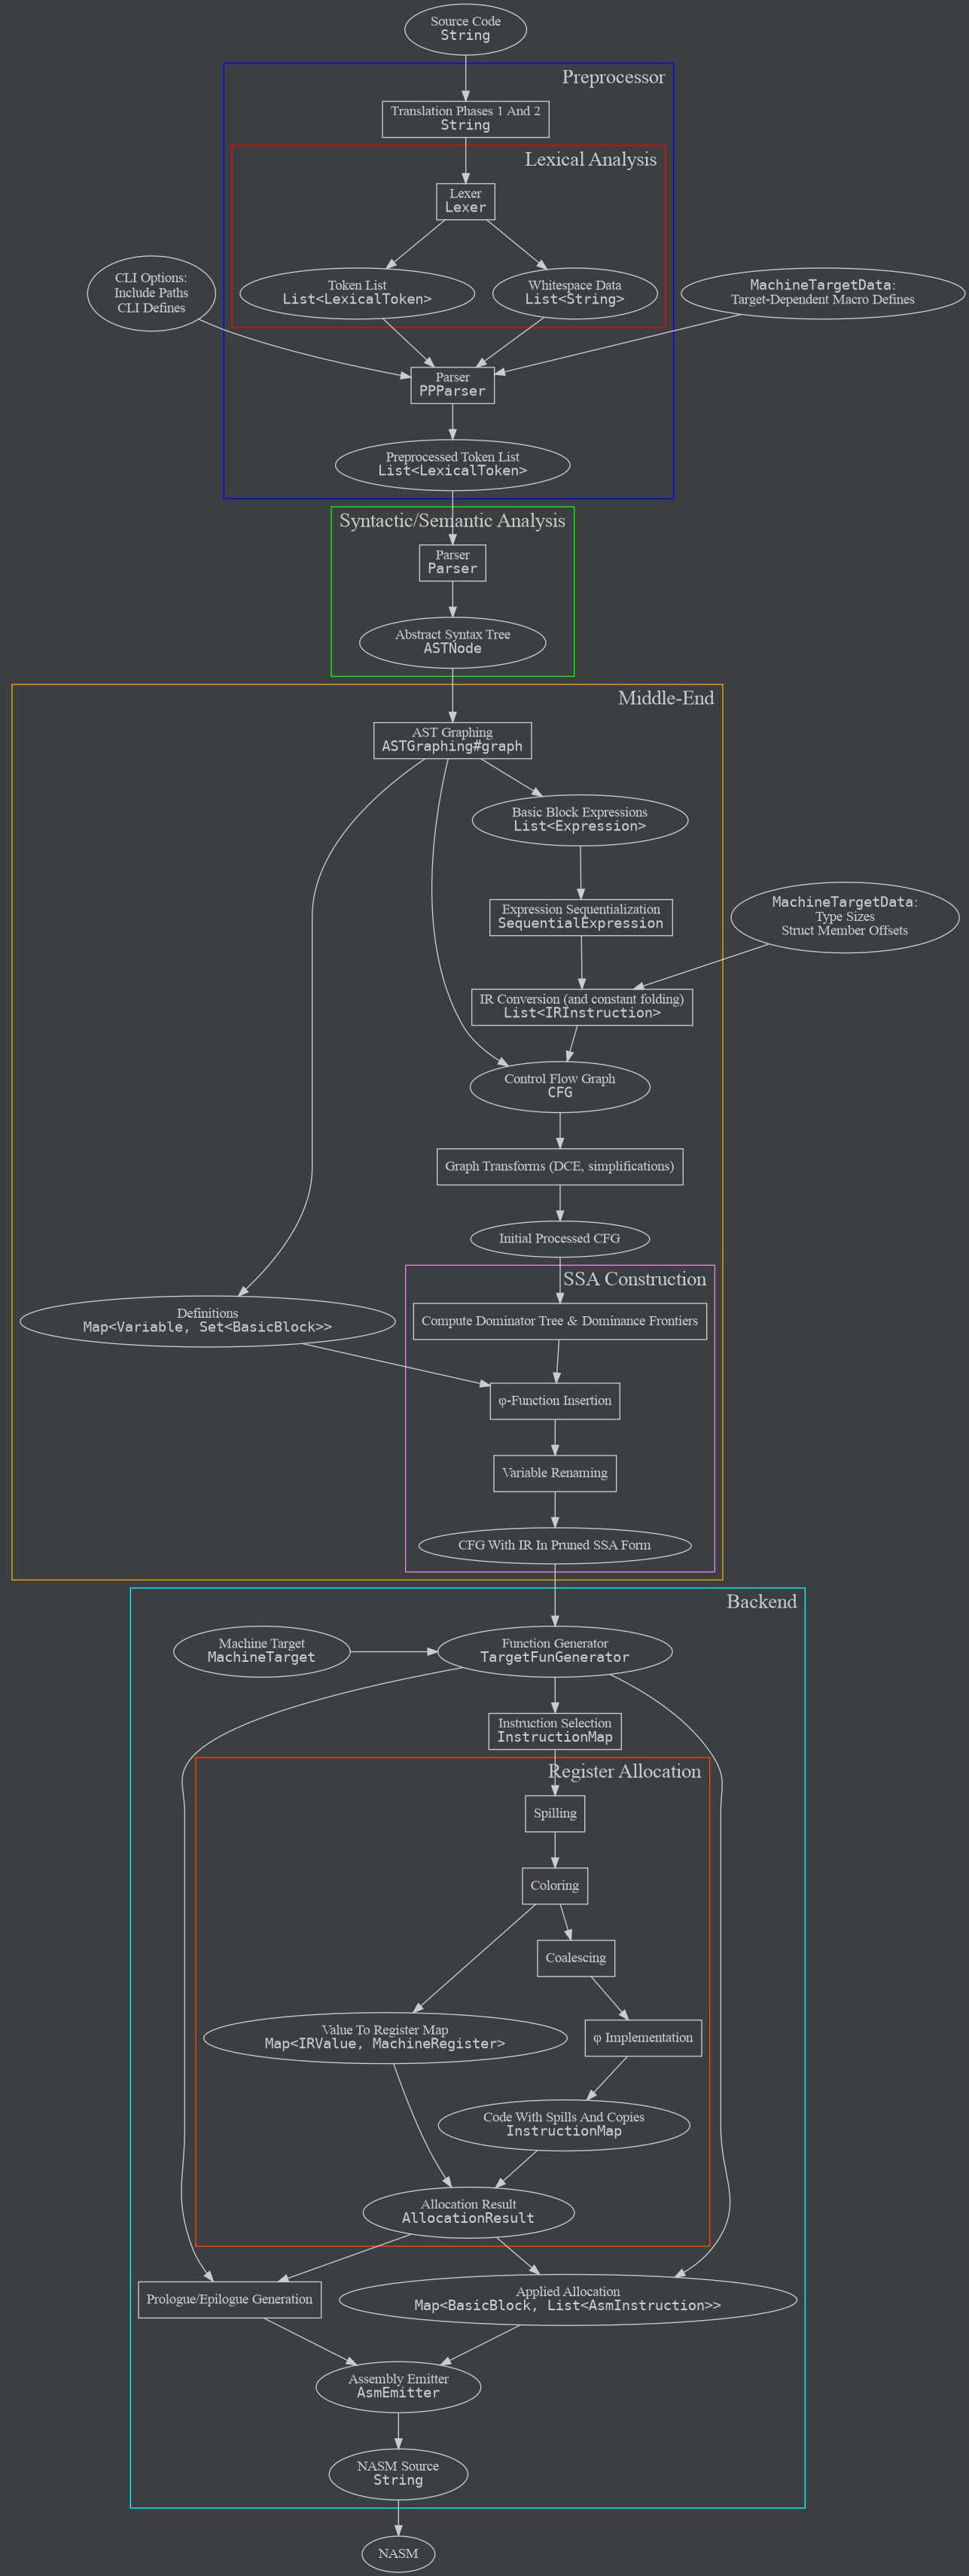 Source Code
String
Preprocessor
Translation Phases 1 And 2
String
Lexical Analysis
Lexer
Lexer
CLI Options:
Include Paths
CLI Defines
Token List
List<LexicalToken>
Whitespace Data
List<String>
MachineTargetData:
Target-Dependent Macro Defines
Parser
PPParser
Preprocessed Token List
List<LexicalToken>
Syntactic/Semantic Analysis
Parser
Parser
Abstract Syntax Tree
ASTNode
Middle-End
AST Graphing
ASTGraphing#graph
Basic Block Expressions
List<Expression>
Expression Sequentialization
SequentialExpression
MachineTargetData:
Type Sizes
Struct Member Offsets
IR Conversion (and constant folding)
List<IRInstruction>
Control Flow Graph
CFG
Graph Transforms (DCE, simplifications)
Initial Processed CFG
SSA Construction
Definitions
Map<Variable, Set<BasicBlock>>
Compute Dominator Tree & Dominance Frontiers
φ-Function Insertion
Variable Renaming
CFG With IR In Pruned SSA Form
Backend
Machine Target
MachineTarget
Function Generator
TargetFunGenerator
Instruction Selection
InstructionMap
Register Allocation
Spilling
Coloring
Coalescing
Value To Register Map
Map<IRValue, MachineRegister>
φ Implementation
Code With Spills And Copies
InstructionMap
Allocation Result
AllocationResult
Prologue/Epilogue Generation
Applied Allocation
Map<BasicBlock, List<AsmInstruction>>
Assembly Emitter
AsmEmitter
NASM Source
String
NASM